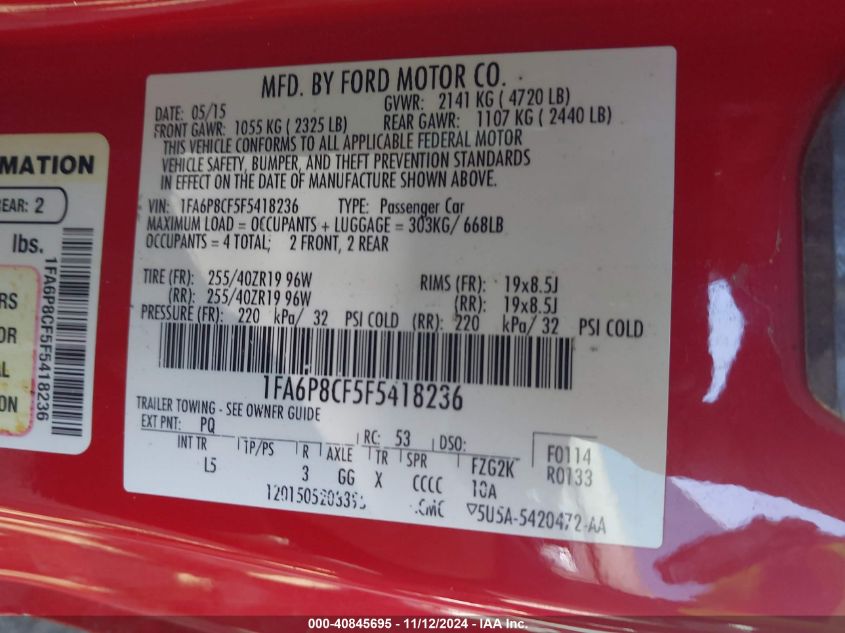 MFD. BY FORD MOTOR CO.
DATE: 05/15 GVWR: 2141 KG ( 4720 LB)
FRONT GAWR: 1055 KG ( 2325 LB) REAR GAWR: 1107 KG ( 2440 LB)
THIS VEHICLE CONFORMS TO ALL APPLICABLE FEDERAL MOTOR
VEHICLE SAFETY, BUMPER, AND THEFT PREVENTION STANDARDS
IN EFFECT ON THE DATE OF MANUFACTURE SHOWN ABOVE.
VIN: 1FA6P8CF5F5418236 TYPE: Passenger Car
MAXIMUM LOAD = OCCUPANTS + LUGGAGE = 303KG/ 668LB
OCCUPANTS = 4 TOTAL; 2 FRONT, 2 REAR
TIRE (FR): 255/40ZR19 96W RIMS (FR): 19x8.5J
(RR): 255/40ZR19 96W (RR): 19x8.5J
PRESSURE (FR): 220 kPa/ 32 PSI COLD (RR): 220 kPa/ 32 PSI COLD
1FA6P8CF5F5418236
TRAILER TOWING - SEE OWNER GUIDE
EXT PNT: PQ RC: 53 DSO: F0114
INT TR TP/PS R AXLE TR SPR FZG2K R0133
L5 3 GG X CCCC 10A
▽5U5A-5420472-AA
MATION
REAR: 2
lbs.
1FA6P8CF5F5418236
RS
OR
AL
ON
000-40845695 - 11/12/2024 - IAA Inc.